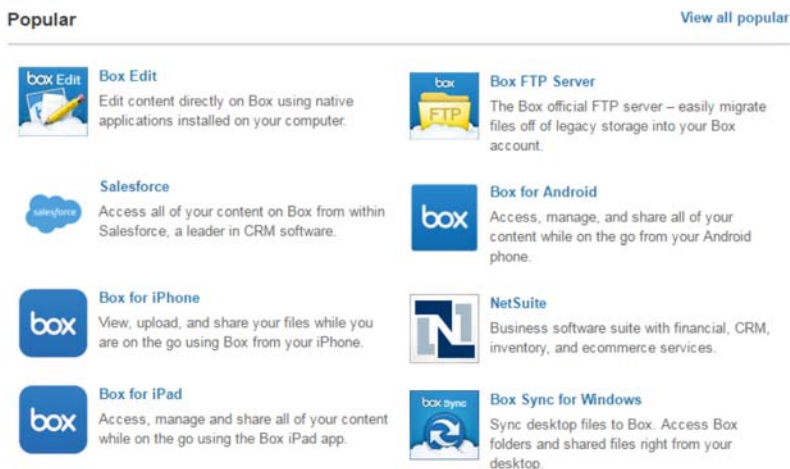 Popular
View all popular
box Edit
Box Edit
Edit content directly on Box using native
applications installed on your computer.
box
FTP
Box FTP Server
The Box official FTP server – easily migrate
files off of legacy storage into your Box
account.
salesforce
Salesforce
Access all of your content on Box from within
Salesforce, a leader in CRM software.
box
Box for Android
Access, manage, and share all of your
content while on the go from your Android
phone.
box
Box for iPhone
View, upload, and share your files while you
are on the go using Box from your iPhone.
N
NetSuite
Business software suite with financial, CRM,
inventory, and ecommerce services.
box
Box for iPad
Access, manage and share all of your content
while on the go using the Box iPad app.
box sync
Box Sync for Windows
Sync desktop files to Box. Access Box
folders and shared files right from your
desktop.